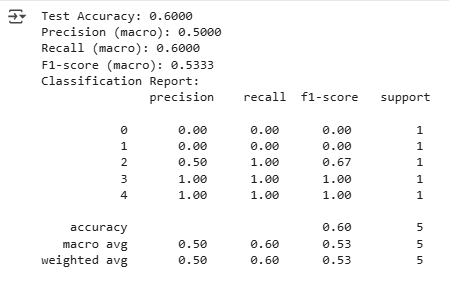 Test Accuracy: 0.6000
Precision (macro): 0.5000
Recall (macro): 0.6000
F1-score (macro): 0.5333
Classification Report:
              precision    recall  f1-score   support

           0       0.00      0.00      0.00         1
           1       0.00      0.00      0.00         1
           2       0.50      1.00      0.67         1
           3       1.00      1.00      1.00         1
           4       1.00      1.00      1.00         1

    accuracy                           0.60         5
   macro avg       0.50      0.60      0.53         5
weighted avg       0.50      0.60      0.53         5